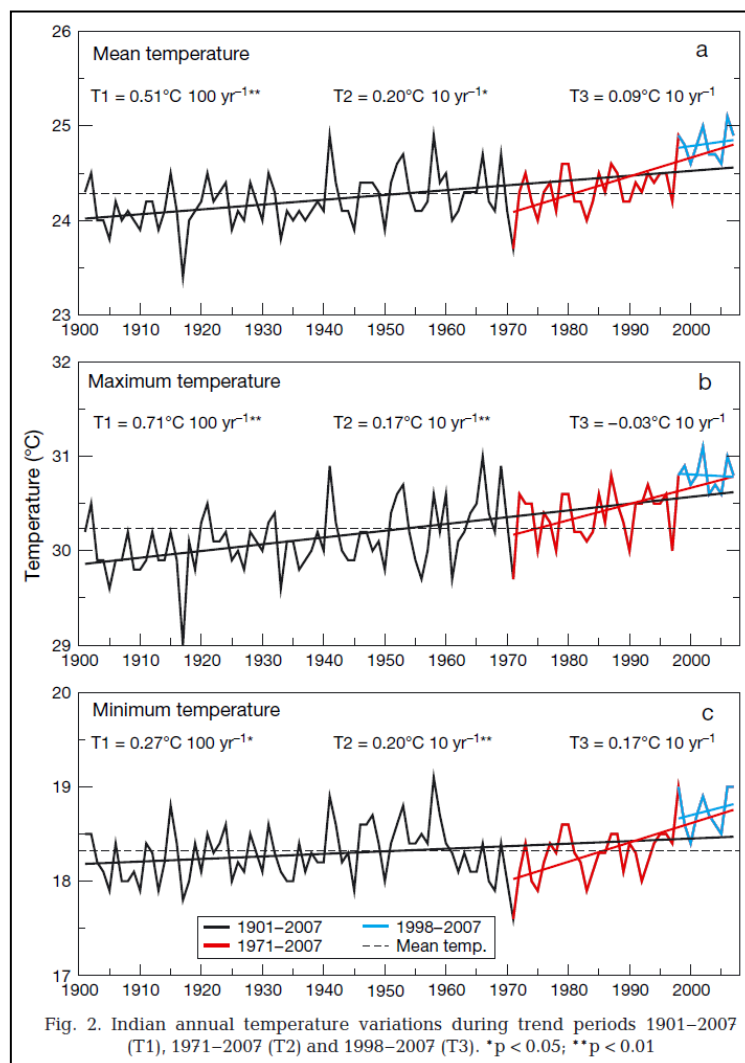 26
Mean temperature
a
T1 = 0.51°C 100 yr⁻¹** T2 = 0.20°C 10 yr⁻¹* T3 = 0.09°C 10 yr⁻¹
25
24
23
1900 1910 1920 1930 1940 1950 1960 1970 1980 1990 2000
32
Maximum temperature
b
T1 = 0.71°C 100 yr⁻¹** T2 = 0.17°C 10 yr⁻¹** T3 = −0.03°C 10 yr⁻¹
31
Temperature (°C)
30
29
1900 1910 1920 1930 1940 1950 1960 1970 1980 1990 2000
20
Minimum temperature
c
T1 = 0.27°C 100 yr⁻¹* T2 = 0.20°C 10 yr⁻¹** T3 = 0.17°C 10 yr⁻¹
19
18
1901–2007 1998–2007
1971–2007 Mean temp.
17
1900 1910 1920 1930 1940 1950 1960 1970 1980 1990 2000
Fig. 2. Indian annual temperature variations during trend periods 1901–2007
(T1), 1971–2007 (T2) and 1998–2007 (T3). *p < 0.05; **p < 0.01